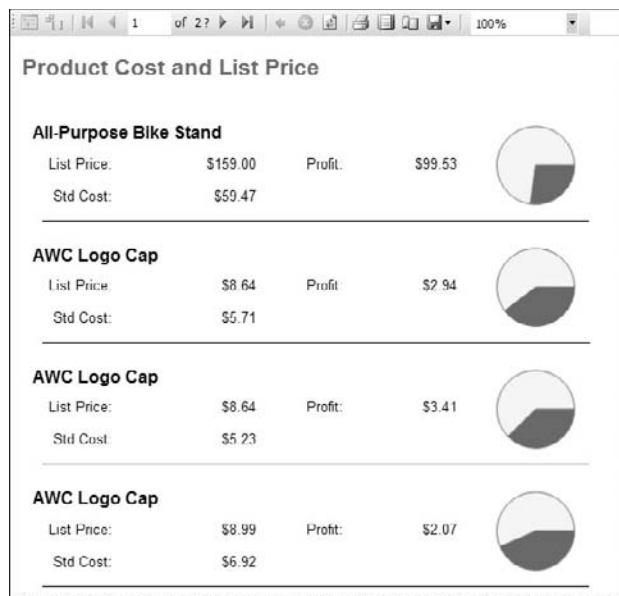 1 of 2? 100%
Product Cost and List Price
All-Purpose Bike Stand
List Price: $159.00 Profit: $99.53
Std Cost: $59.47
AWC Logo Cap
List Price: $8.64 Profit: $2.94
Std Cost: $5.71
AWC Logo Cap
List Price: $8.64 Profit: $3.41
Std Cost: $5.23
AWC Logo Cap
List Price: $8.99 Profit: $2.07
Std Cost: $6.92